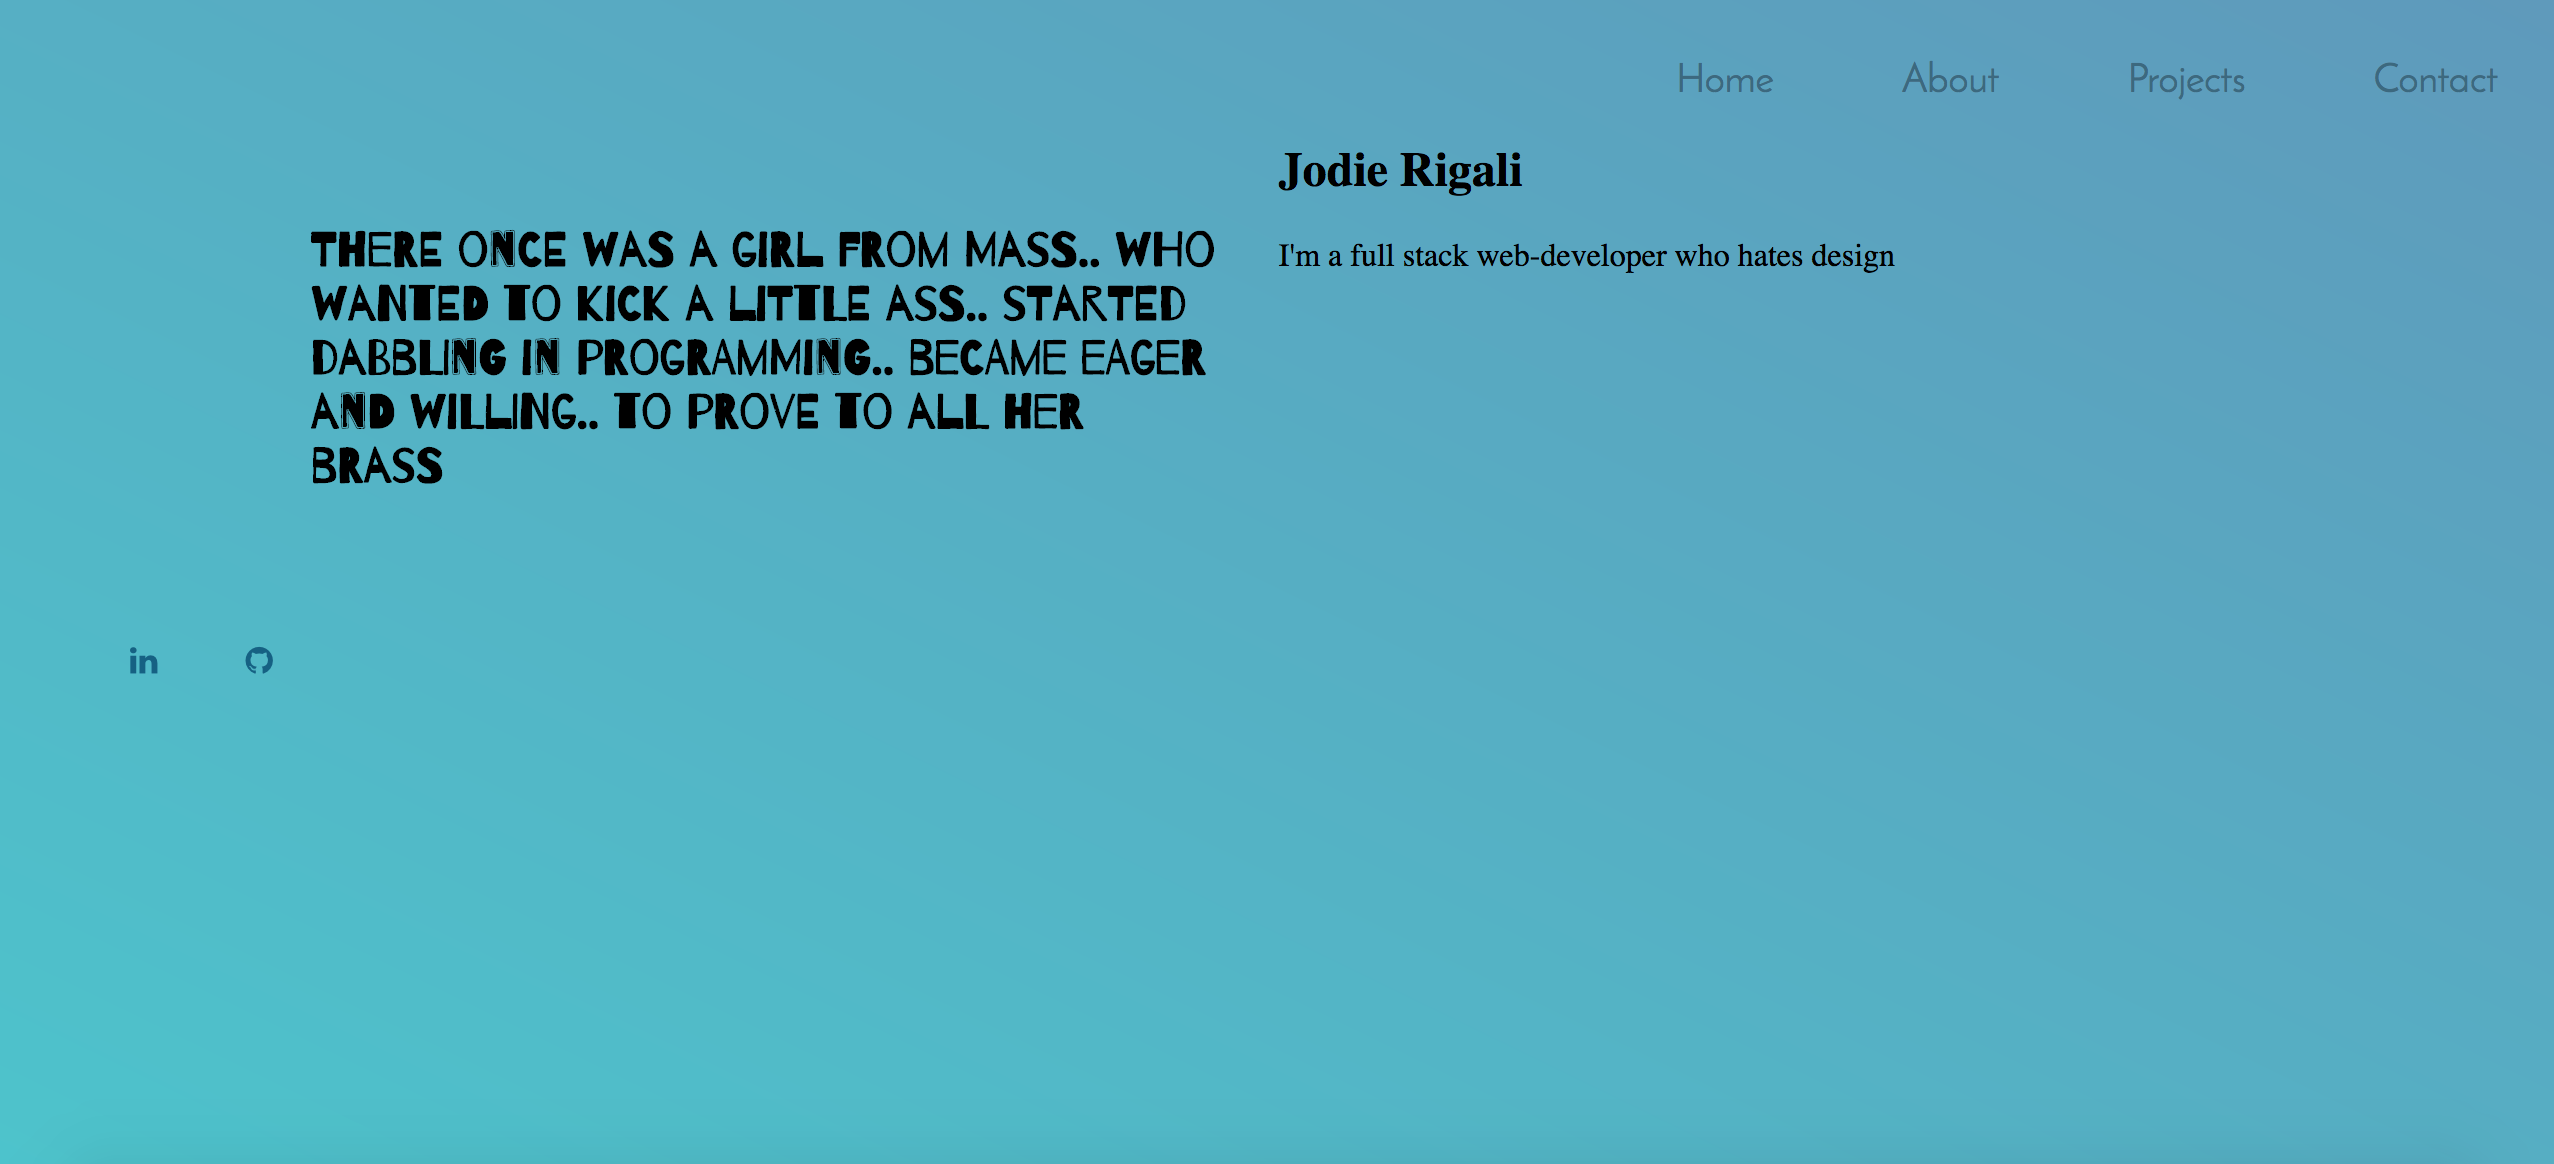 Home About Projects Contact
Jodie Rigali
I'm a full stack web-developer who hates design
THERE ONCE WAS A GIRL FROM MASS.. WHO
WANTED TO KICK A LITTLE ASS.. STARTED
DABBLING IN PROGRAMMING.. BECAME EAGER
AND WILLING.. TO PROVE TO ALL HER
BRASS
in